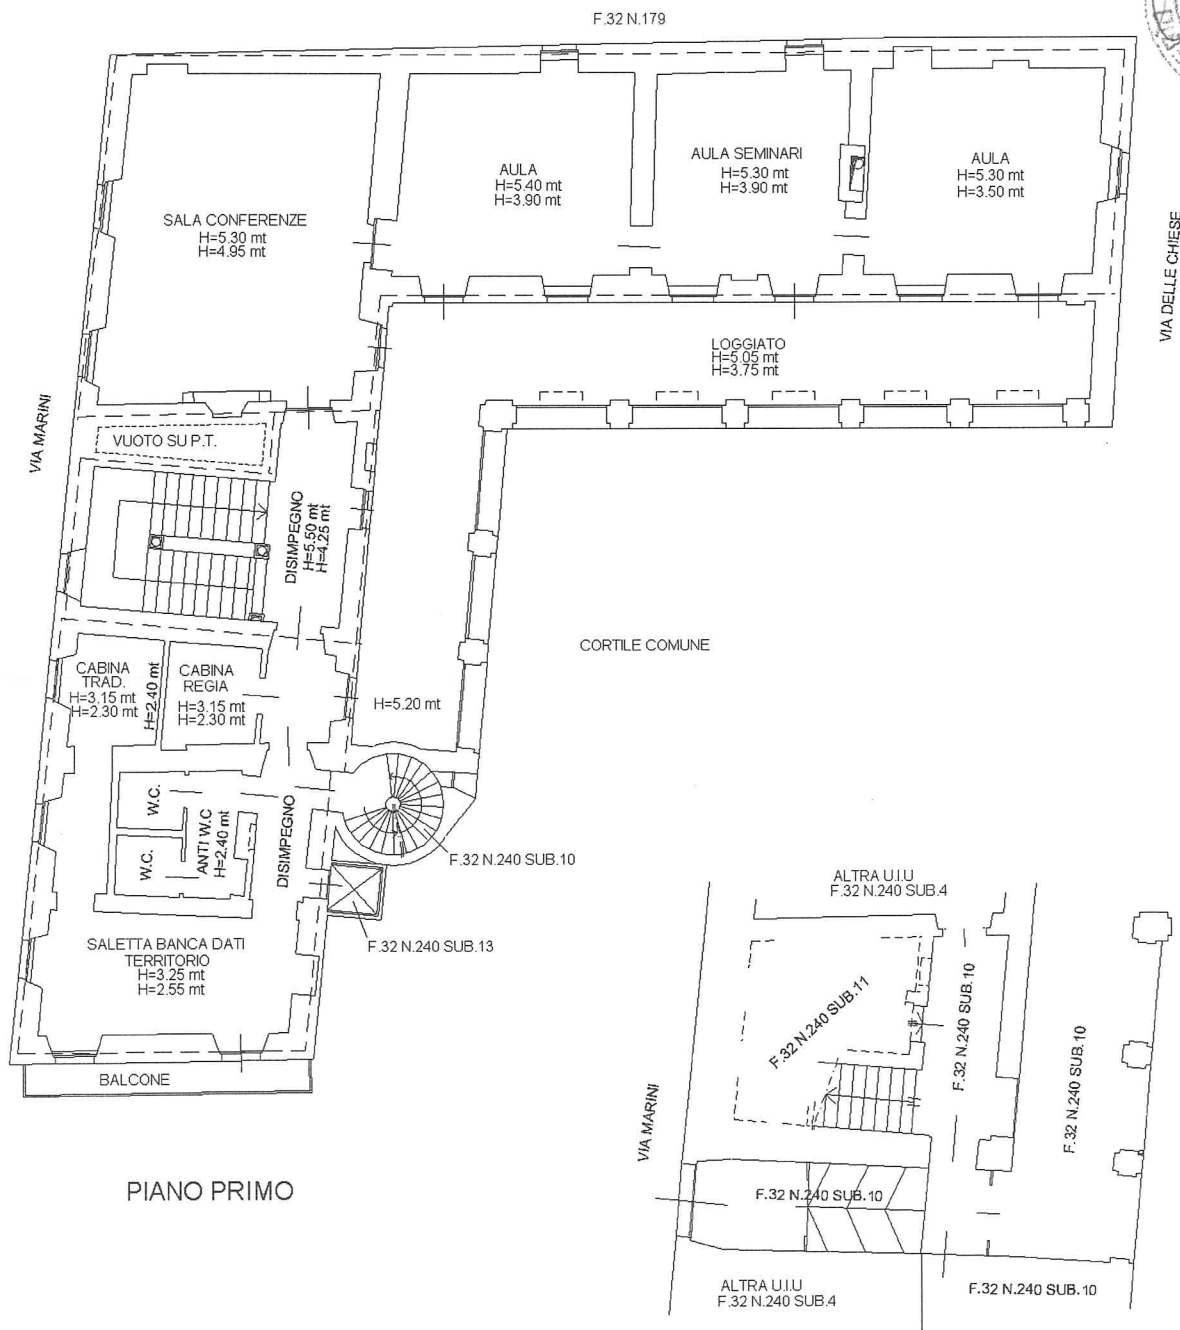 F.32 N.179
AULA
H=5.40 mt
H=3.90 mt
AULA SEMINARI
H=5.30 mt
H=3.90 mt
AULA
H=5.30 mt
H=3.50 mt
SALA CONFERENZE
H=5.30 mt
H=4.95 mt
VIA DELLE CHIESE
LOGGIATO
H=5.05 mt
H=3.75 mt
VIA MARINI
VUOTO SU P.T.
DISIMPEGNO
H=5.50 mt
H=4.25 mt
CORTILE COMUNE
CABINA
TRAD.
H=3.15 mt
H=2.30 mt
H=2.40 mt
CABINA
REGIA
H=3.15 mt
H=2.30 mt
H=5.20 mt
W.C.
W.C.
ANTI W.C
H=2.40 mt
DISIMPEGNO
F.32 N.240 SUB.10
F.32 N.240 SUB.13
SALETTA BANCA DATI
TERRITORIO
H=3.25 mt
H=2.55 mt
BALCONE
PIANO PRIMO
ALTRA U.I.U
F.32 N.240 SUB.4
F.32 N.240 SUB.11
F.32 N.240 SUB.10
F.32 N.240 SUB.10
VIA MARINI
F.32 N.240 SUB.10
ALTRA U.I.U
F.32 N.240 SUB.4
F.32 N.240 SUB.10